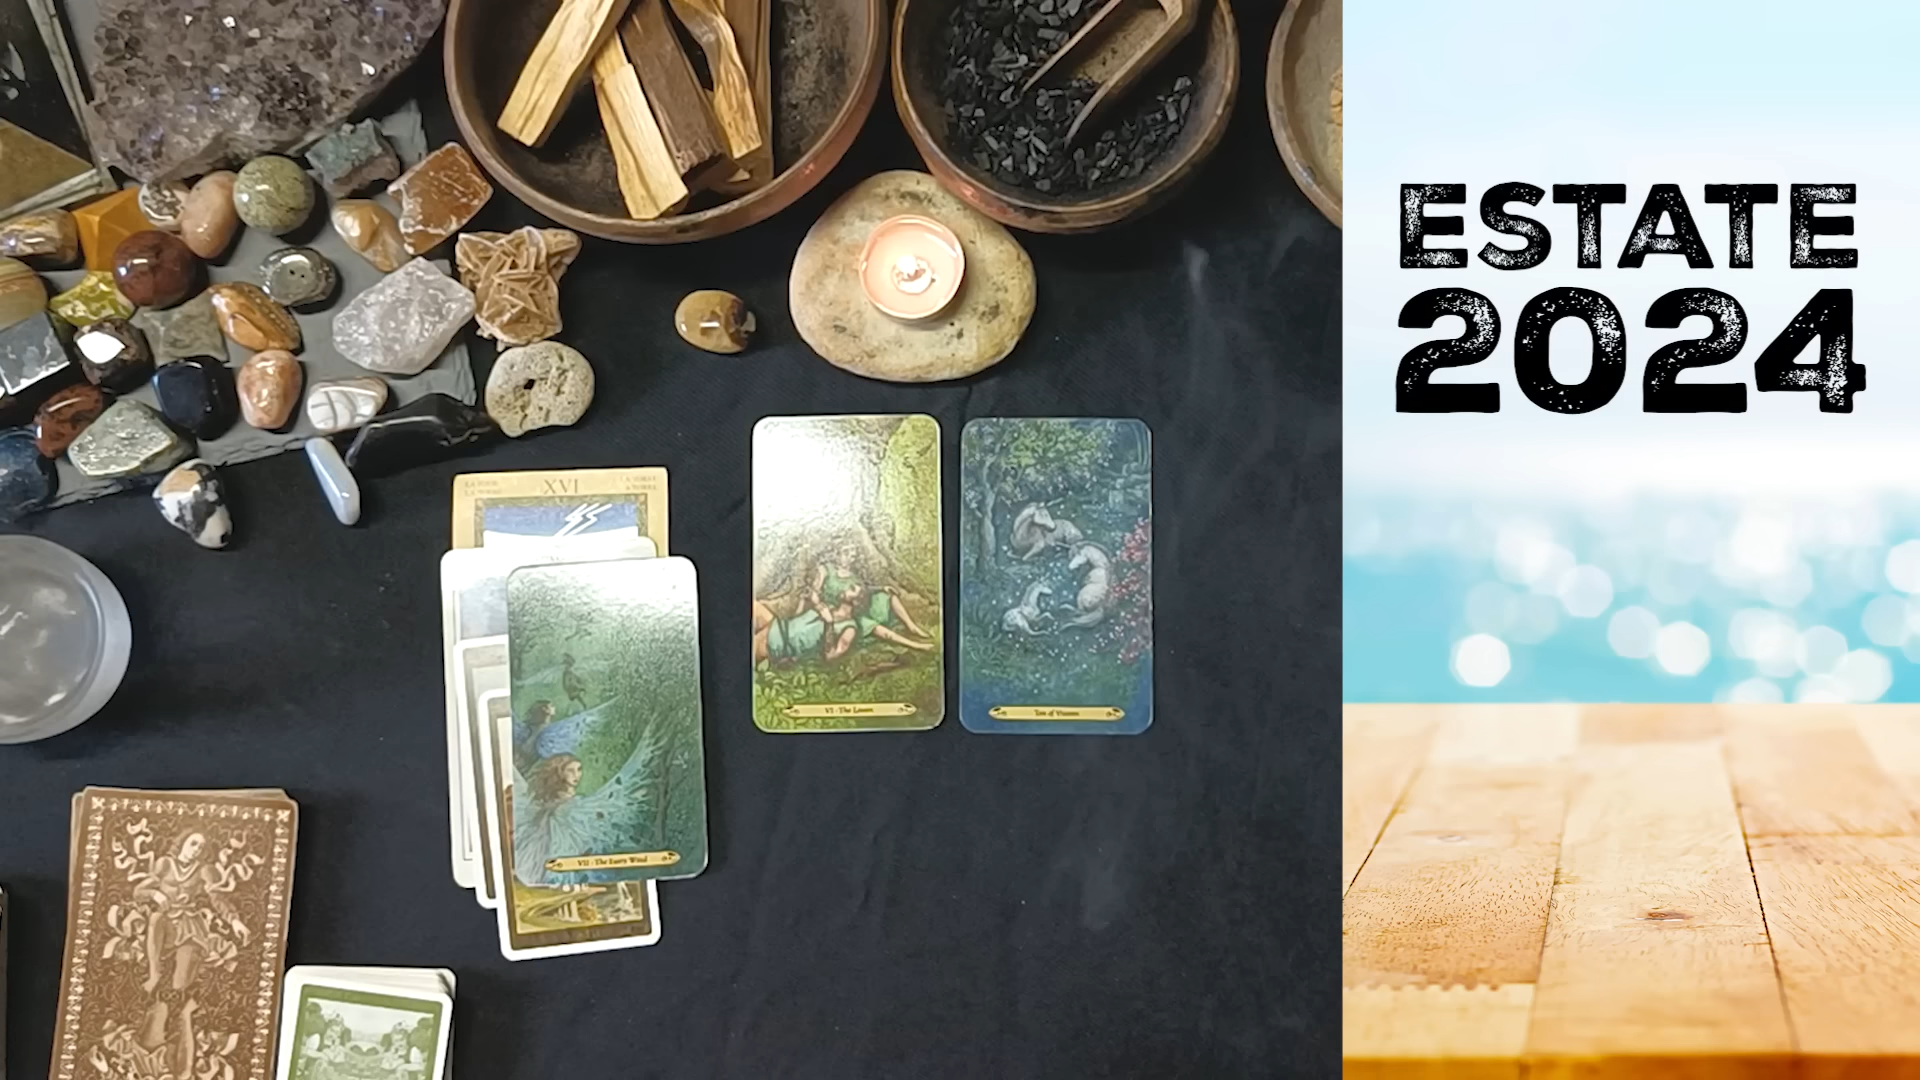 ESTATE
2024
XVI
VI - The Lovers
Ten of Visions
VII - The Faery Wind